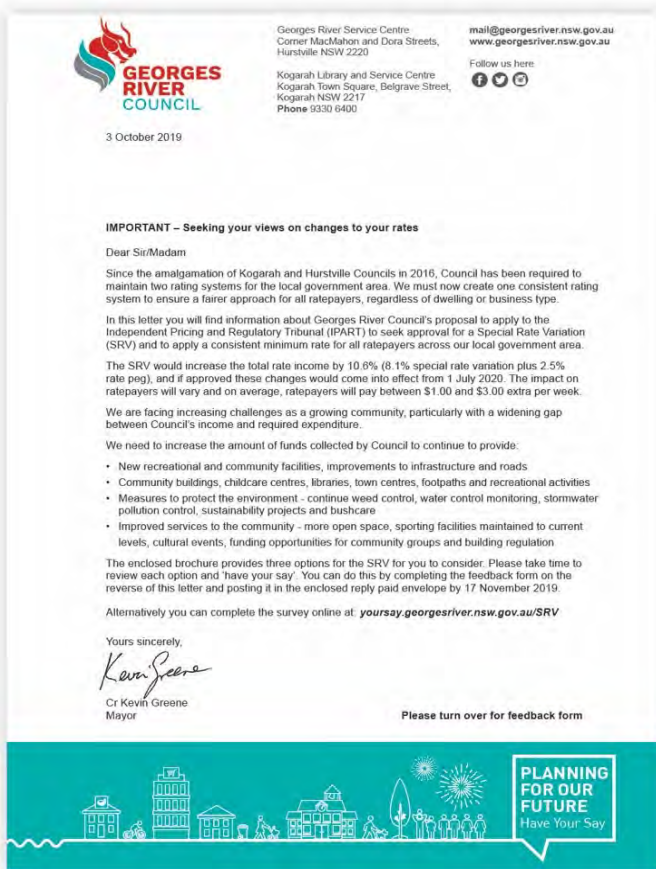 GEORGES
RIVER
COUNCIL
Georges River Service Centre
Corner MacMahon and Dora Streets,
Hurstville NSW 2220
Kogarah Library and Service Centre
Kogarah Town Square, Belgrave Street,
Kogarah NSW 2217
Phone 9330 6400
mail@georgesriver.nsw.gov.au
www.georgesriver.nsw.gov.au
Follow us here
3 October 2019
IMPORTANT – Seeking your views on changes to your rates
Dear Sir/Madam
Since the amalgamation of Kogarah and Hurstville Councils in 2016, Council has been required to
maintain two rating systems for the local government area. We must now create one consistent rating
system to ensure a fairer approach for all ratepayers, regardless of dwelling or business type.
In this letter you will find information about Georges River Council's proposal to apply to the
Independent Pricing and Regulatory Tribunal (IPART) to seek approval for a Special Rate Variation
(SRV) and to apply a consistent minimum rate for all ratepayers across our local government area.
The SRV would increase the total rate income by 10.6% (8.1% special rate variation plus 2.5%
rate peg), and if approved these changes would come into effect from 1 July 2020. The impact on
ratepayers will vary and on average, ratepayers will pay between $1.00 and $3.00 extra per week.
We are facing increasing challenges as a growing community, particularly with a widening gap
between Council's income and required expenditure.
We need to increase the amount of funds collected by Council to continue to provide:
• New recreational and community facilities, improvements to infrastructure and roads
• Community buildings, childcare centres, libraries, town centres, footpaths and recreational activities
• Measures to protect the environment - continue weed control, water control monitoring, stormwater
pollution control, sustainability projects and bushcare
• Improved services to the community - more open space, sporting facilities maintained to current
levels, cultural events, funding opportunities for community groups and building regulation
The enclosed brochure provides three options for the SRV for you to consider. Please take time to
review each option and 'have your say'. You can do this by completing the feedback form on the
reverse of this letter and posting it in the enclosed reply paid envelope by 17 November 2019.
Alternatively you can complete the survey online at: yoursay.georgesriver.nsw.gov.au/SRV
Yours sincerely,
Kevin Greene
Cr Kevin Greene
Mayor
Please turn over for feedback form
PLANNING
FOR OUR
FUTURE
Have Your Say